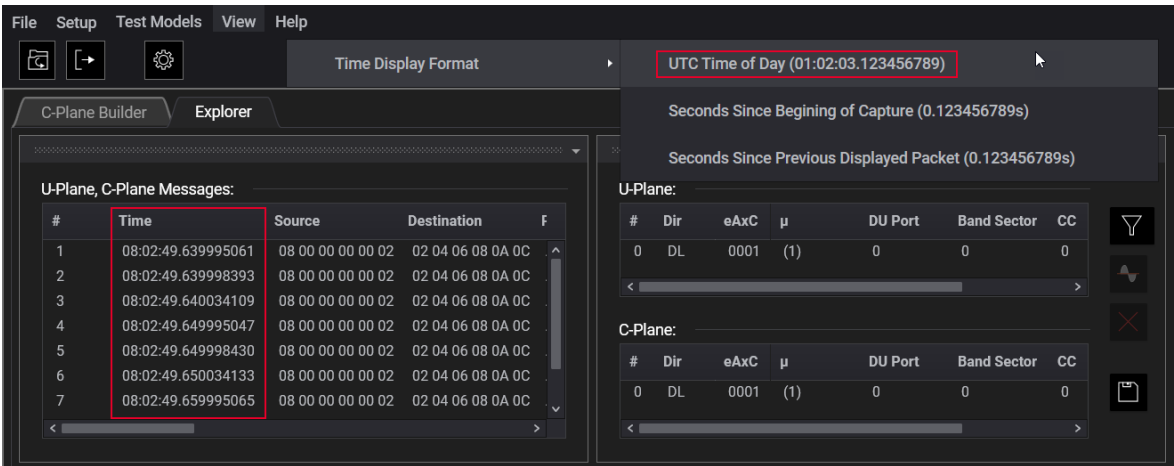 File Setup Test Models View Help
Time Display Format
UTC Time of Day (01:02:03.123456789)
Seconds Since Begining of Capture (0.123456789s)
Seconds Since Previous Displayed Packet (0.123456789s)
C-Plane Builder Explorer
U-Plane, C-Plane Messages:
# Time Source Destination
1 08:02:49.639995061 08 00 00 00 00 02 02 04 06 08 0A 0C
2 08:02:49.639998393 08 00 00 00 00 02 02 04 06 08 0A 0C
3 08:02:49.640034109 08 00 00 00 00 02 02 04 06 08 0A 0C
4 08:02:49.649995047 08 00 00 00 00 02 02 04 06 08 0A 0C
5 08:02:49.649998430 08 00 00 00 00 02 02 04 06 08 0A 0C
6 08:02:49.650034133 08 00 00 00 00 02 02 04 06 08 0A 0C
7 08:02:49.659995065 08 00 00 00 00 02 02 04 06 08 0A 0C
U-Plane:
# Dir eAxC μ DU Port Band Sector CC
0 DL 0001 (1) 0 0 0
C-Plane:
# Dir eAxC μ DU Port Band Sector CC
0 DL 0001 (1) 0 0 0